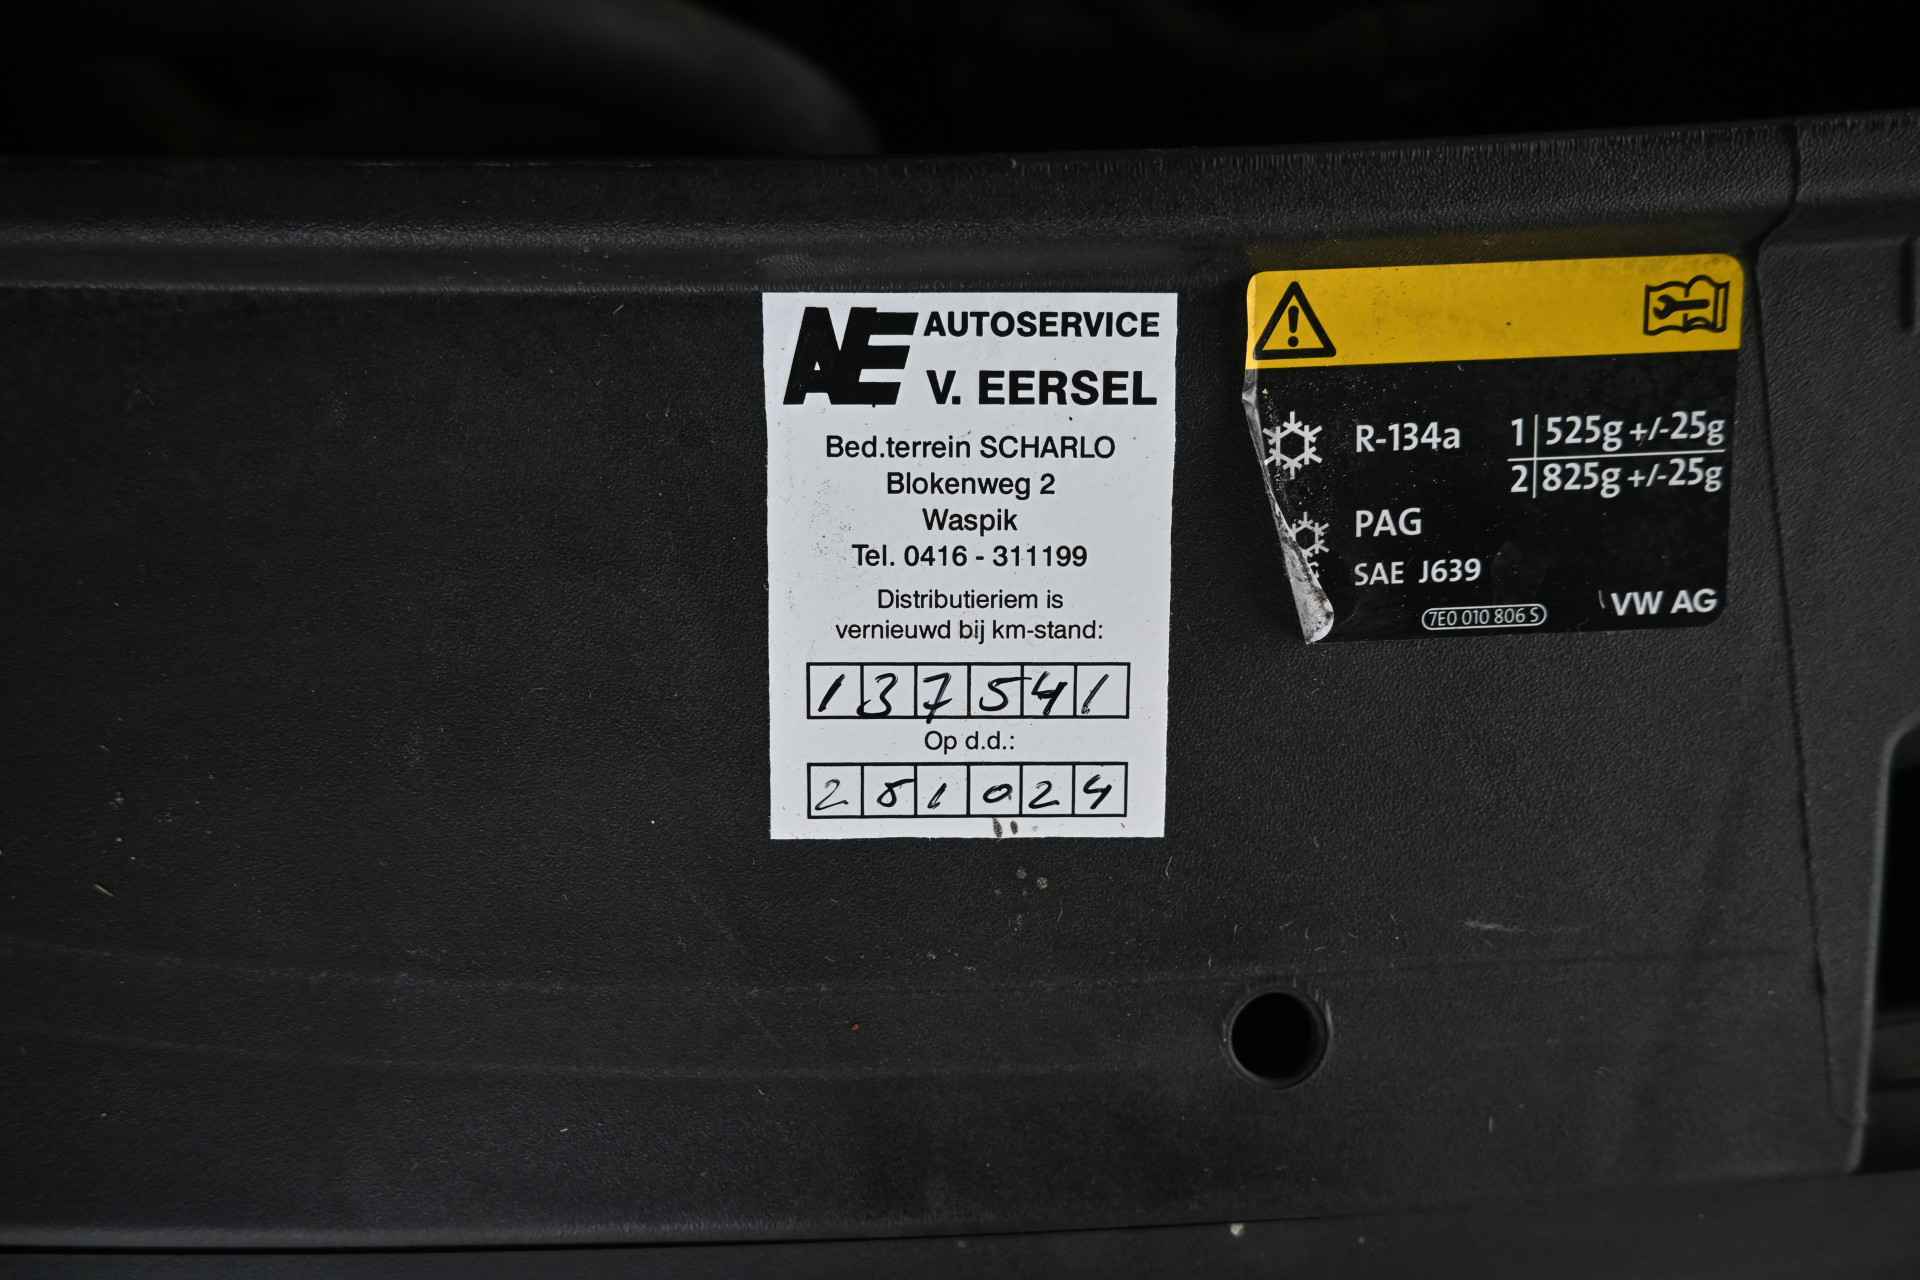 AE AUTOSERVICE
V. EERSEL
Bed.terrein SCHARLO
Blokenweg 2
Waspik
Tel. 0416 - 311199
Distributieriem is
vernieuwd bij km-stand:
137541
Op d.d.:
251024
R-134a 1 525g +/-25g
2 825g +/-25g
PAG
SAE J639
7E0 010 806 S VW AG